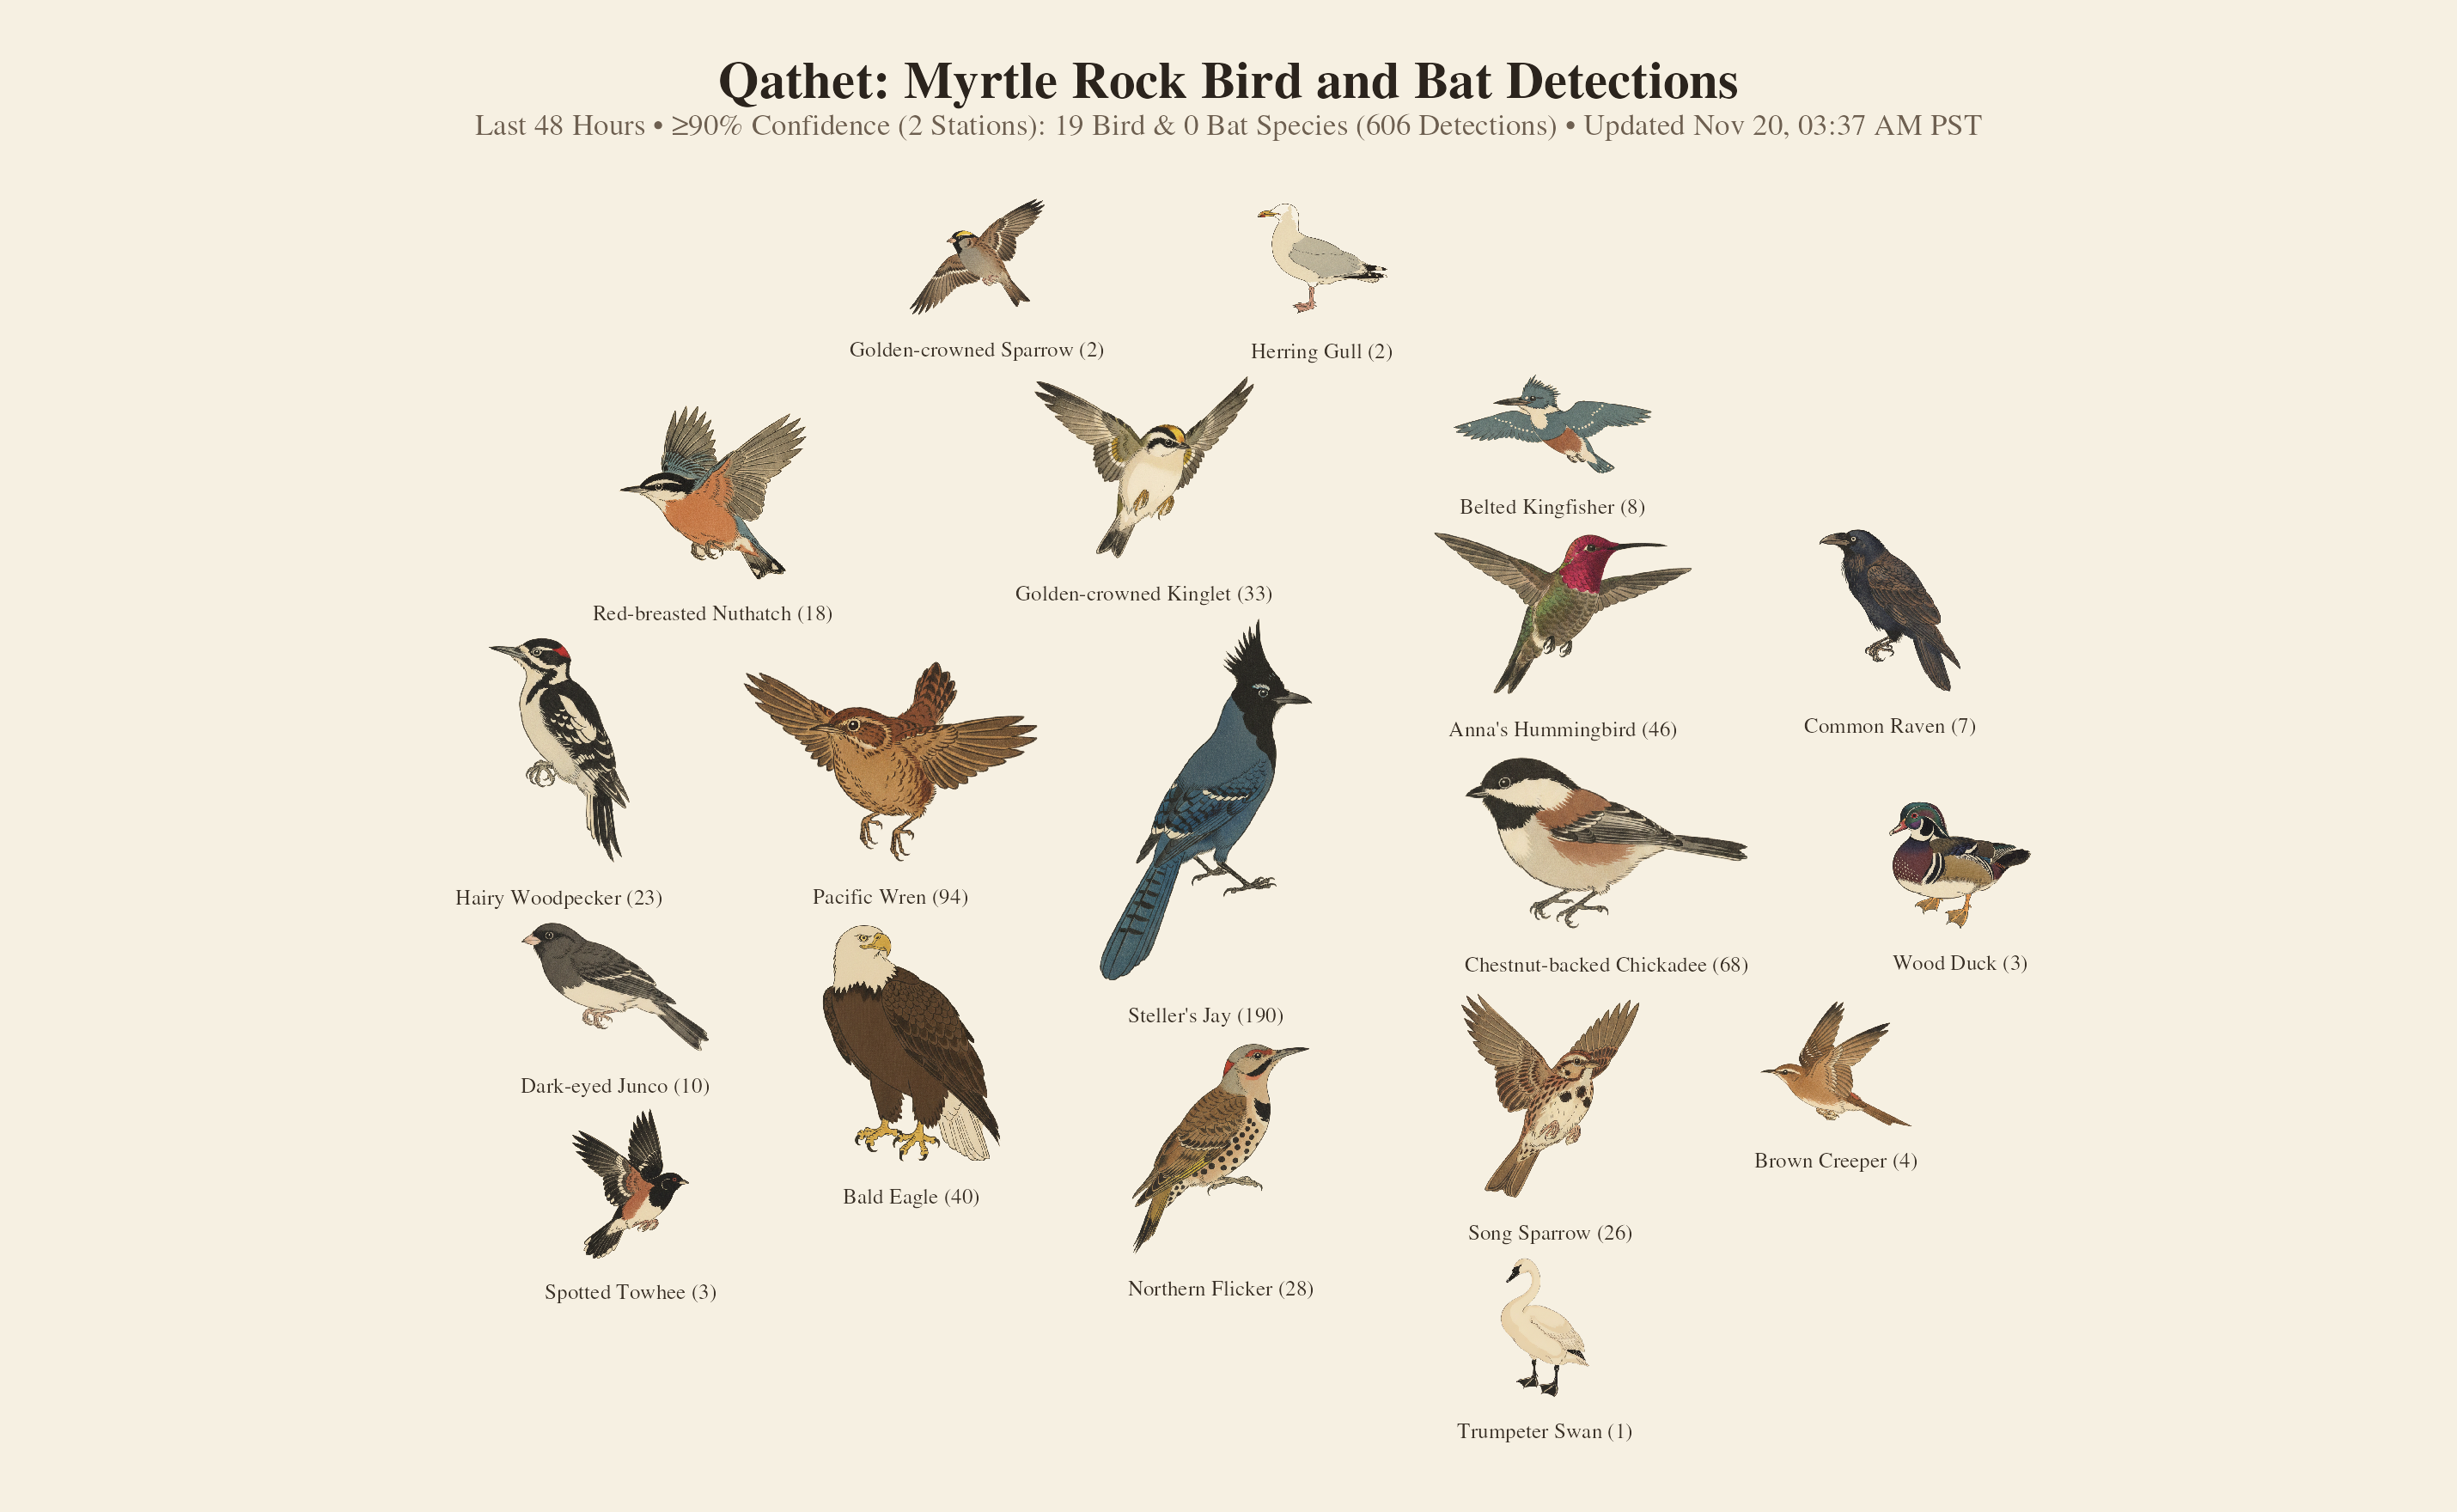 Qathet: Myrtle Rock Bird and Bat Detections
Last 48 Hours • ≥90% Confidence (2 Stations): 19 Bird & 0 Bat Species (606 Detections) • Updated Nov 20, 03:37 AM PST
Golden-crowned Sparrow (2)
Herring Gull (2)
Belted Kingfisher (8)
Red-breasted Nuthatch (18)
Golden-crowned Kinglet (33)
Anna's Hummingbird (46)
Common Raven (7)
Hairy Woodpecker (23)
Pacific Wren (94)
Steller's Jay (190)
Chestnut-backed Chickadee (68)
Wood Duck (3)
Dark-eyed Junco (10)
Bald Eagle (40)
Northern Flicker (28)
Song Sparrow (26)
Brown Creeper (4)
Spotted Towhee (3)
Trumpeter Swan (1)